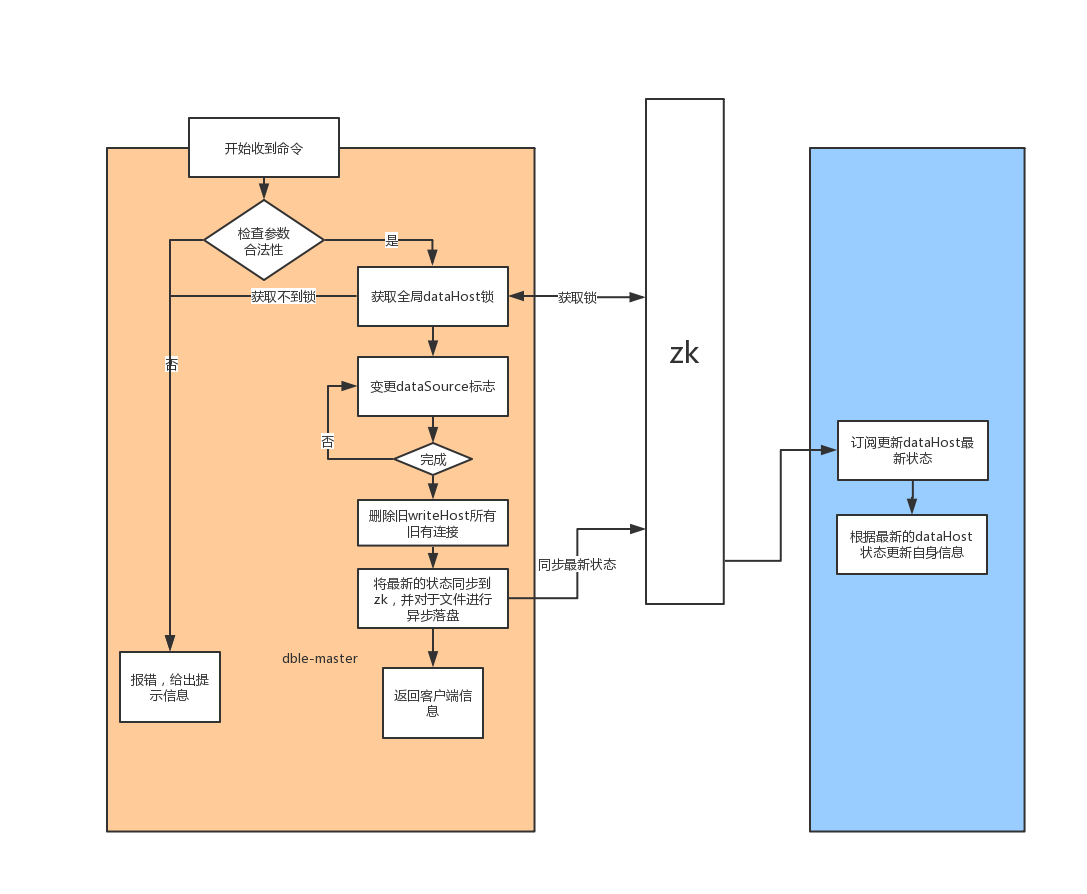 开始收到命令
检查参数
合法性
是
获取全局dataHost锁
获取不到锁
获取锁
否
变更dataSource标志
否
完成
删除旧writeHost所有
旧有连接
将最新的状态同步到
zk，并对于文件进行
异步落盘
同步最新状态
dble-master
报错，给出提
示信息
返回客户端信
息
zk
订阅更新dataHost最
新状态
根据最新的dataHost
状态更新自身信息